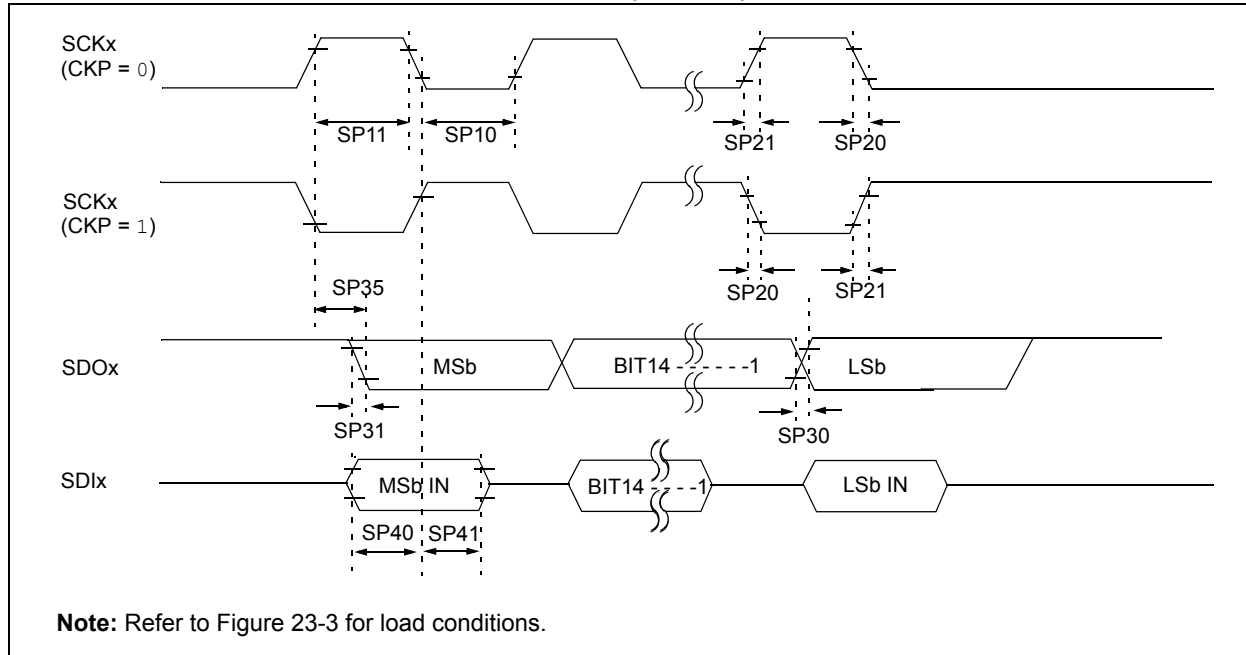 SCKx
(CKP = 0)
SP11
SP10
SP21
SP20
SCKx
(CKP = 1)
SP35
SP20
SP21
SDOx
MSb
BIT14 - - - - - -1
LSb
SP31
SP30
SDIx
MSb IN
BIT14 - - - -1
LSb IN
SP40
SP41
Note: Refer to Figure 23-3 for load conditions.